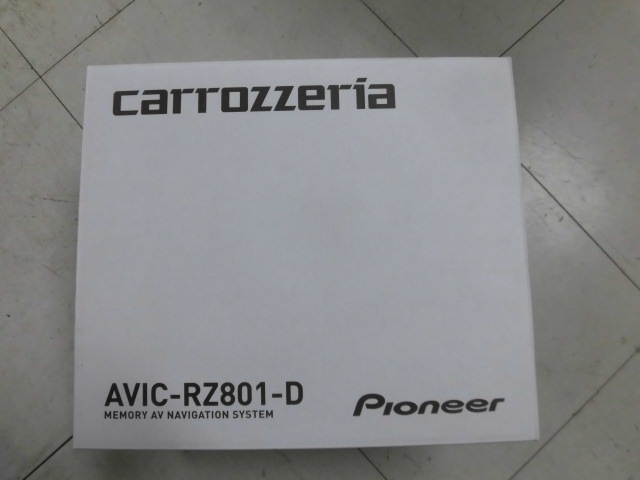 carrozzeria
AVIC-RZ801-D
MEMORY AV NAVIGATION SYSTEM
Pioneer